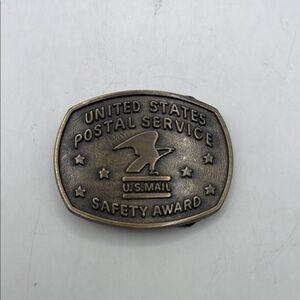 UNITED STATES
POSTAL SERVICE
U.S. MAIL
SAFETY AWARD